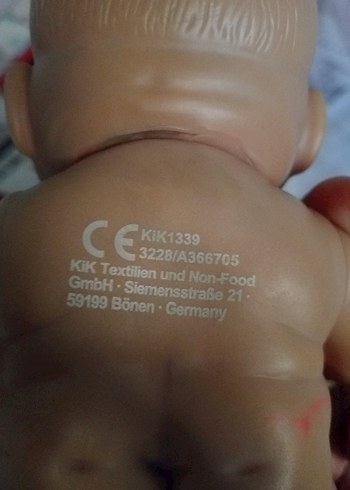 CE KiK1339
3228/A366705
KiK Textilien und Non-Food
GmbH · Siemensstraße 21 ·
59199 Bönen · Germany